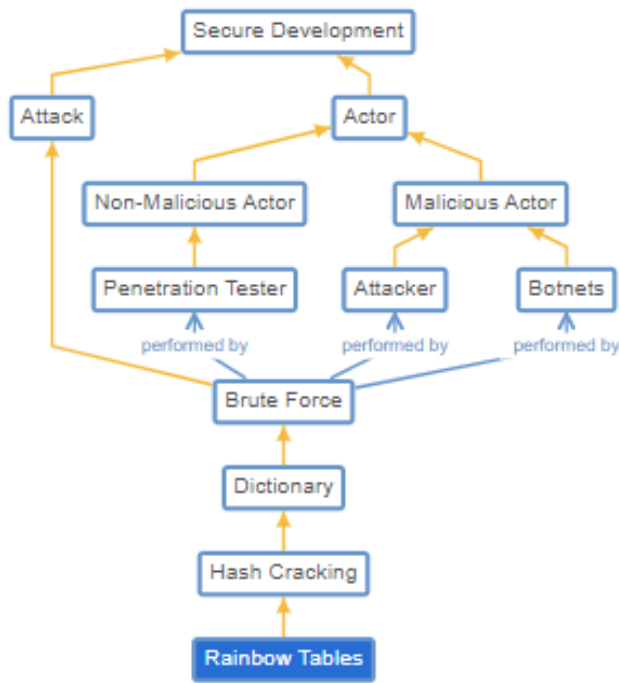 Secure Development
Attack
Actor
Non-Malicious Actor
Malicious Actor
Penetration Tester
Attacker
Botnets
performed by
performed by
performed by
Brute Force
Dictionary
Hash Cracking
Rainbow Tables